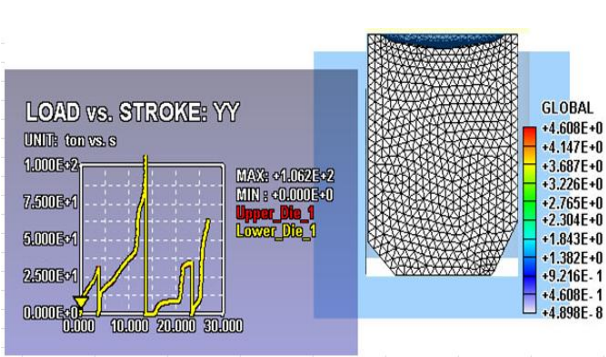 LOAD vs. STROKE: YY
UNIT: ton vs. s
1.000E+2
7.500E+1
5.000E+1
2.500E+1
0.000E+0
0.000 10.000 20.000 30.000
MAX: +1.062E+2
MIN : +0.000E+0
Upper_Die_1
Lower_Die_1
GLOBAL
+4.608E+0
+4.147E+0
+3.687E+0
+3.226E+0
+2.765E+0
+2.304E+0
+1.843E+0
+1.382E+0
+9.216E- 1
+4.608E- 1
+4.898E- 8